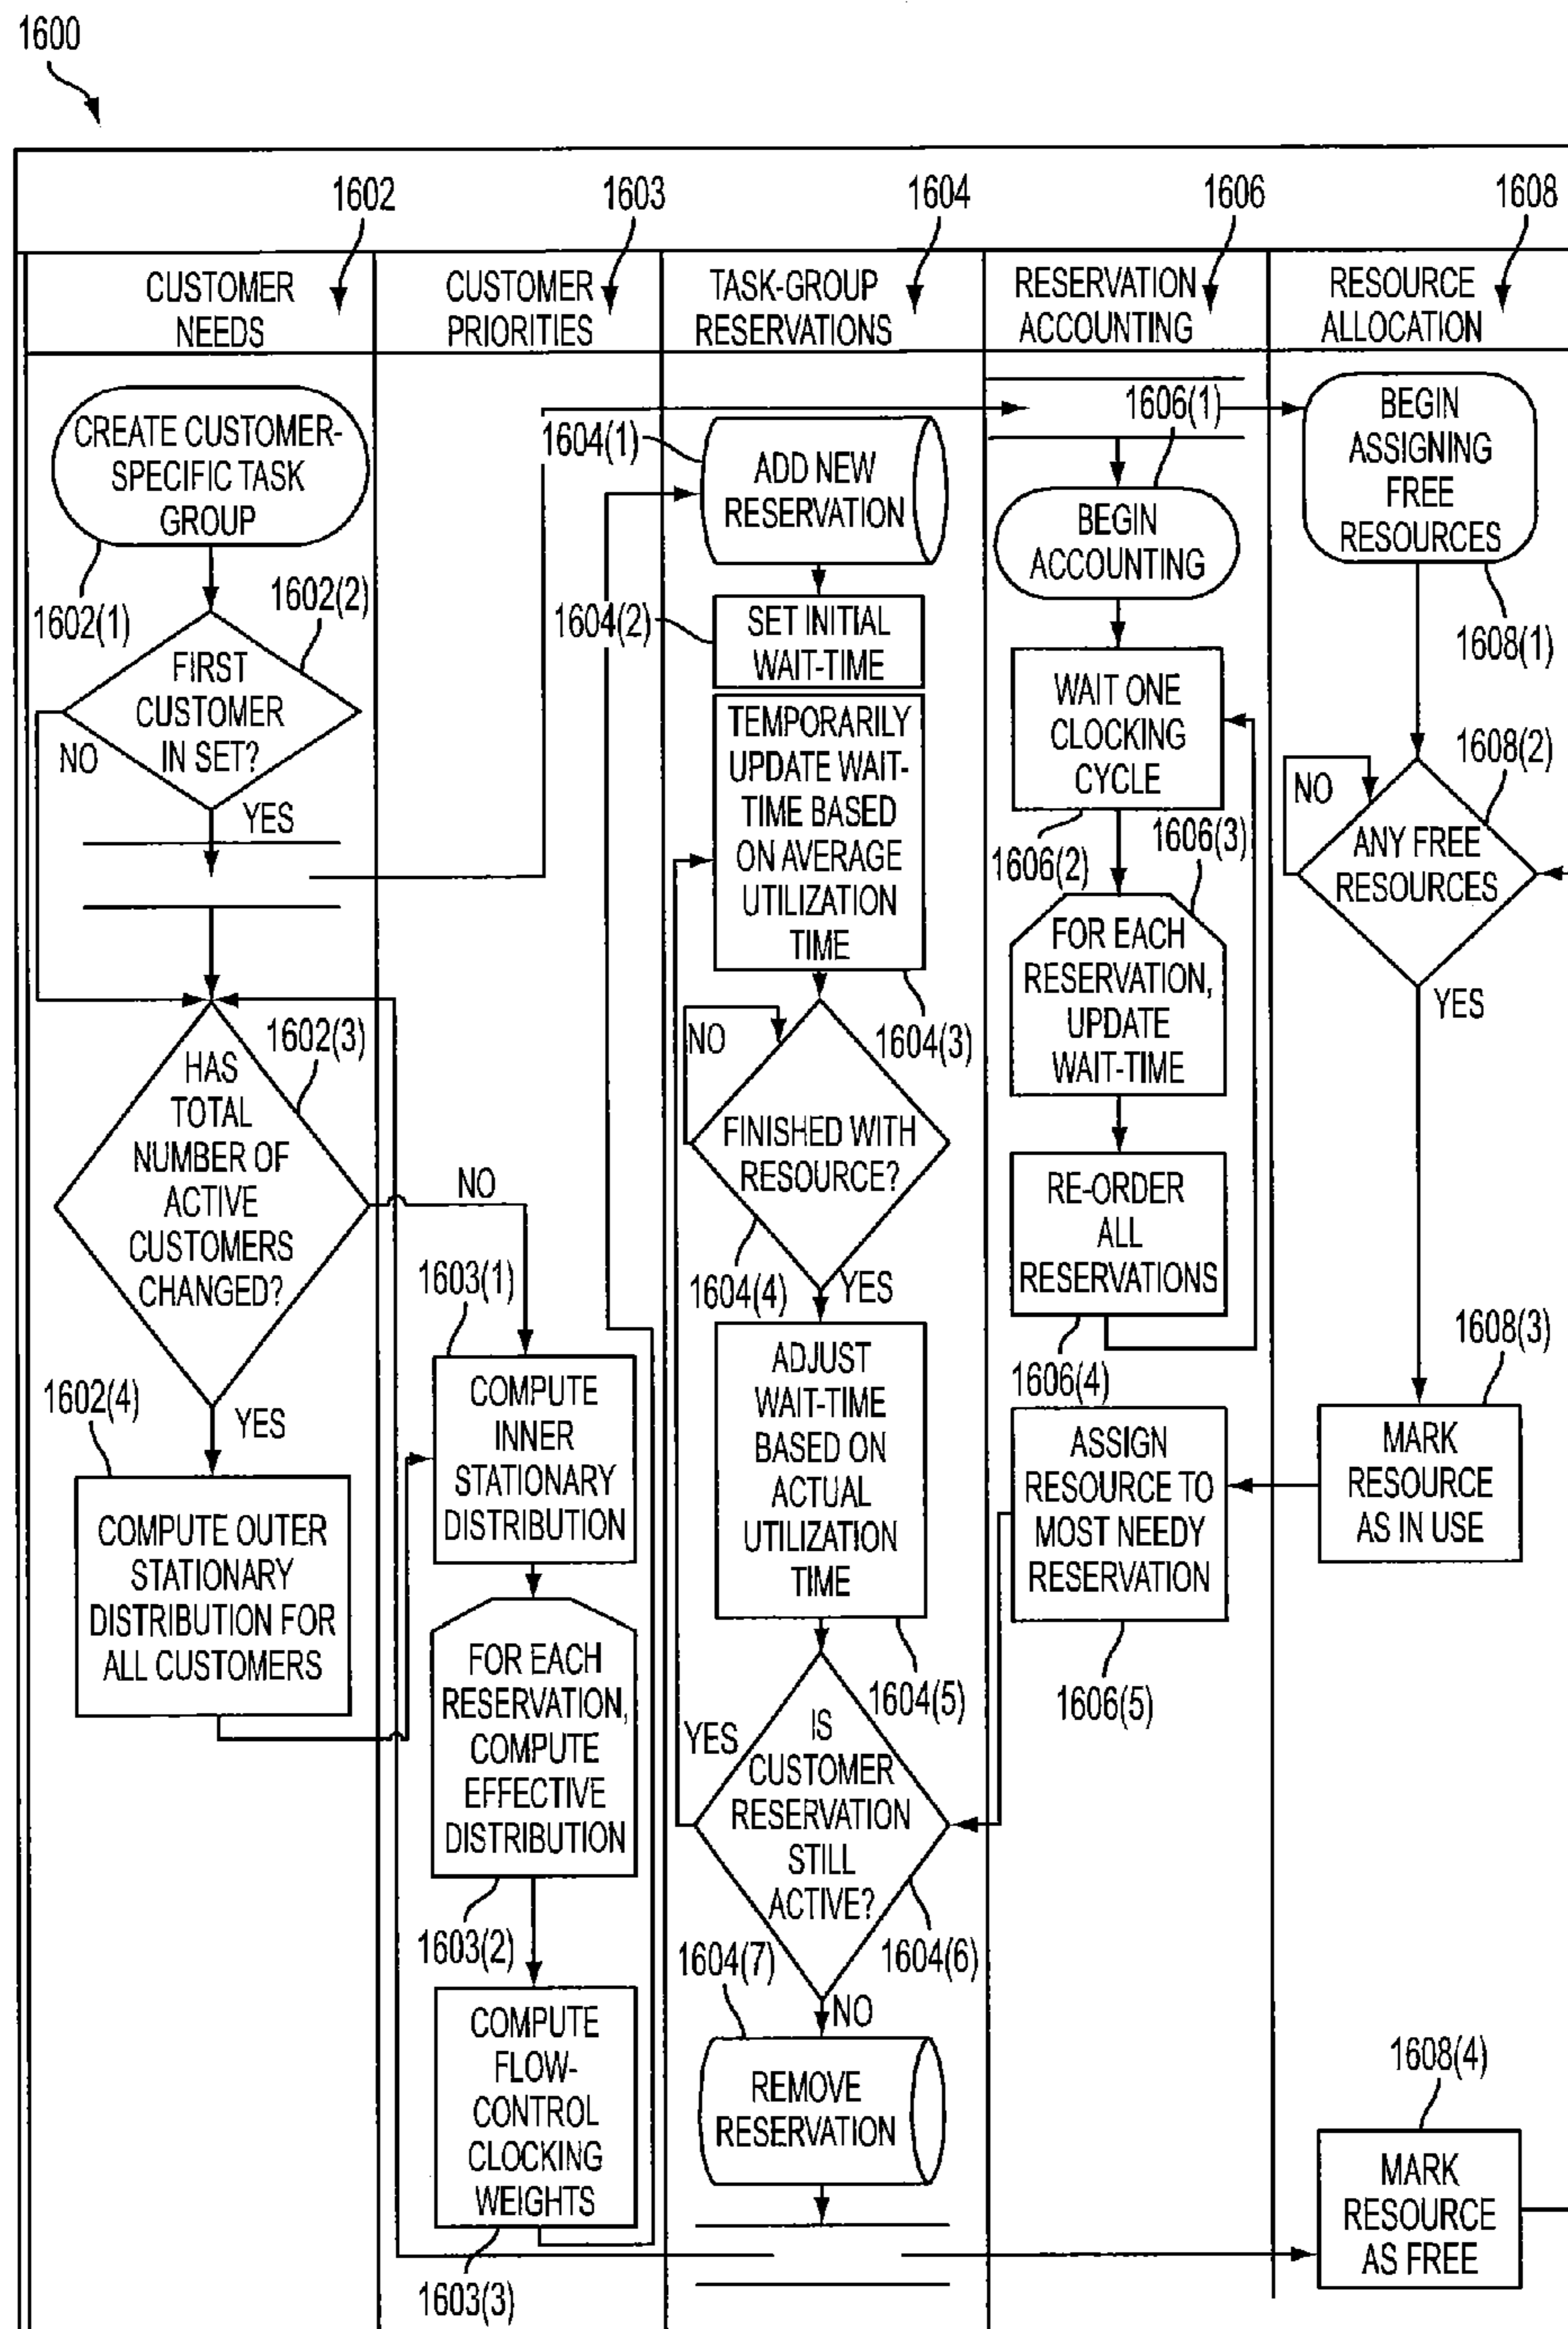 1600
1602
1603
1604
1606
1608
CUSTOMER
NEEDS
CUSTOMER
PRIORITIES
TASK-GROUP
RESERVATIONS
RESERVATION
ACCOUNTING
RESOURCE
ALLOCATION
CREATE CUSTOMER-
SPECIFIC TASK
GROUP
1602(1)
1602(2)
FIRST
CUSTOMER
IN SET?
NO
YES
1602(3)
HAS
TOTAL
NUMBER OF
ACTIVE
CUSTOMERS
CHANGED?
NO
YES
1602(4)
COMPUTE OUTER
STATIONARY
DISTRIBUTION FOR
ALL CUSTOMERS
1603(1)
COMPUTE
INNER
STATIONARY
DISTRIBUTION
FOR EACH
RESERVATION,
COMPUTE
EFFECTIVE
DISTRIBUTION
1603(2)
COMPUTE
FLOW-
CONTROL
CLOCKING
WEIGHTS
1603(3)
1604(1)
ADD NEW
RESERVATION
1604(2)
SET INITIAL
WAIT-TIME
TEMPORARILY
UPDATE WAIT-
TIME BASED
ON AVERAGE
UTILIZATION
TIME
1604(3)
NO
FINISHED WITH
RESOURCE?
1604(4)
YES
ADJUST
WAIT-TIME
BASED ON
ACTUAL
UTILIZATION
TIME
1604(5)
YES
IS
CUSTOMER
RESERVATION
STILL
ACTIVE?
1604(6)
NO
1604(7)
REMOVE
RESERVATION
1606(1)
BEGIN
ACCOUNTING
WAIT ONE
CLOCKING
CYCLE
1606(2)
1606(3)
FOR EACH
RESERVATION,
UPDATE
WAIT-TIME
RE-ORDER
ALL
RESERVATIONS
1606(4)
ASSIGN
RESOURCE TO
MOST NEEDY
RESERVATION
1606(5)
BEGIN
ASSIGNING
FREE
RESOURCES
1608(1)
1608(2)
NO
ANY FREE
RESOURCES
YES
1608(3)
MARK
RESOURCE
AS IN USE
1608(4)
MARK
RESOURCE
AS FREE